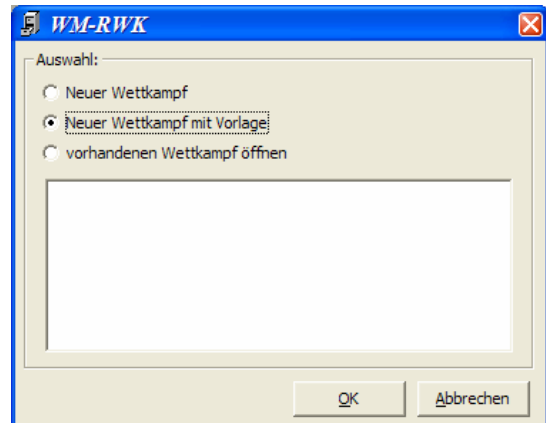 WM-RWK
Auswahl:
Neuer Wettkampf
Neuer Wettkampf mit Vorlage
vorhandenen Wettkampf öffnen
OK Abbrechen